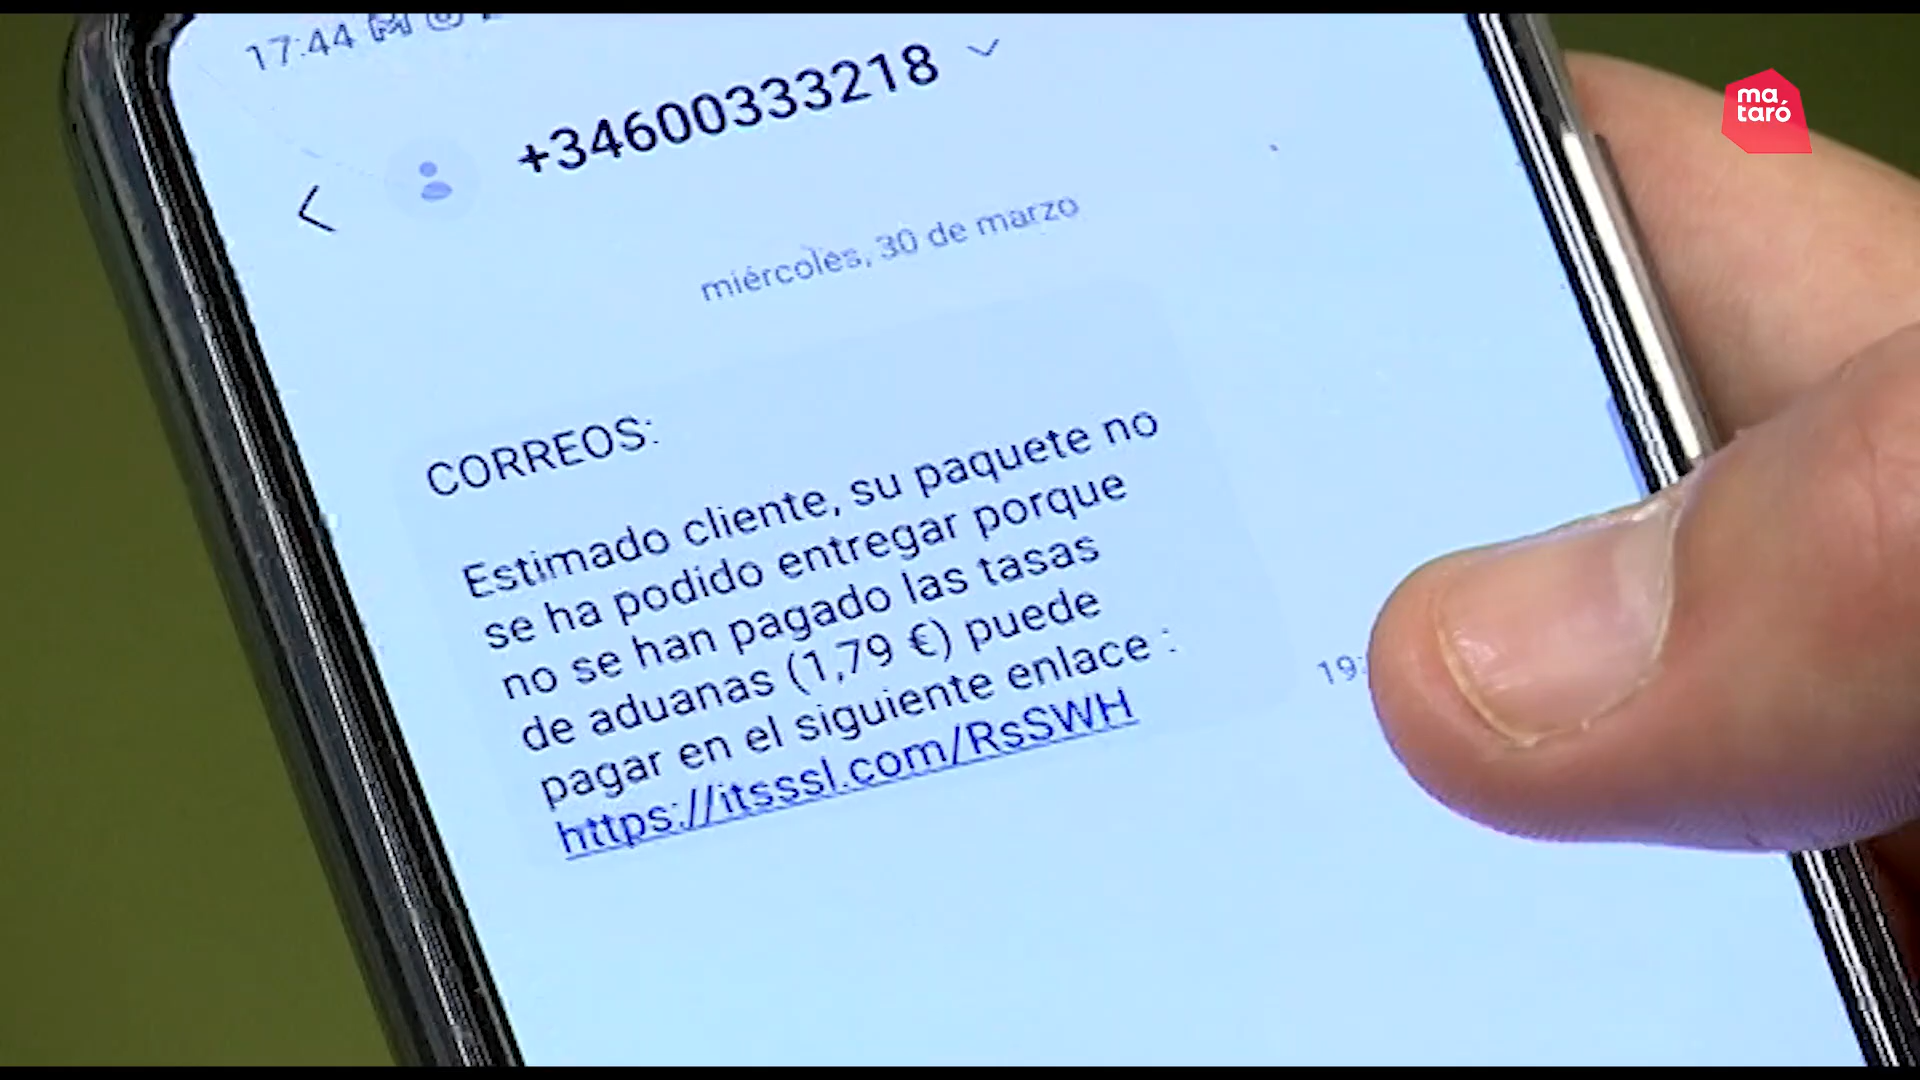 17:44
+34600333218
miércoles, 30 de marzo
CORREOS:
Estimado cliente, su paquete no
se ha podido entregar porque
no se han pagado las tasas
de aduanas (1,79 €) puede
pagar en el siguiente enlace :
https://itsssl.com/RsSWH
19:
ma
taró